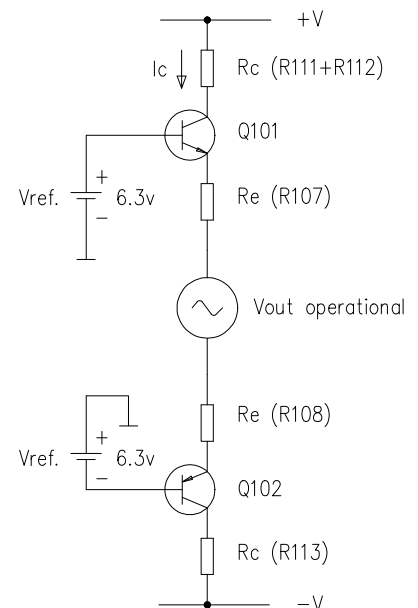 +V
Ic
Rc (R111+R112)
Q101
+
Vref. 6.3v
−
Re (R107)
Vout operational
Re (R108)
+
Vref. 6.3v
−
Q102
Rc (R113)
−V